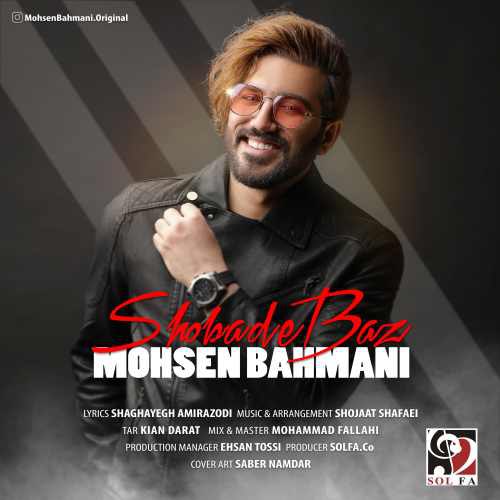 MohsenBahmani.Original
Shobade Baz
MOHSEN BAHMANI
LYRICS SHAGHAYEGH AMIRAZODI MUSIC & ARRANGEMENT SHOJAAT SHAFAEI
TAR KIAN DARAT MIX & MASTER MOHAMMAD FALLAHI
PRODUCTION MANAGER EHSAN TOSSI PRODUCER SOLFA.Co
COVER ART SABER NAMDAR
SOL FA